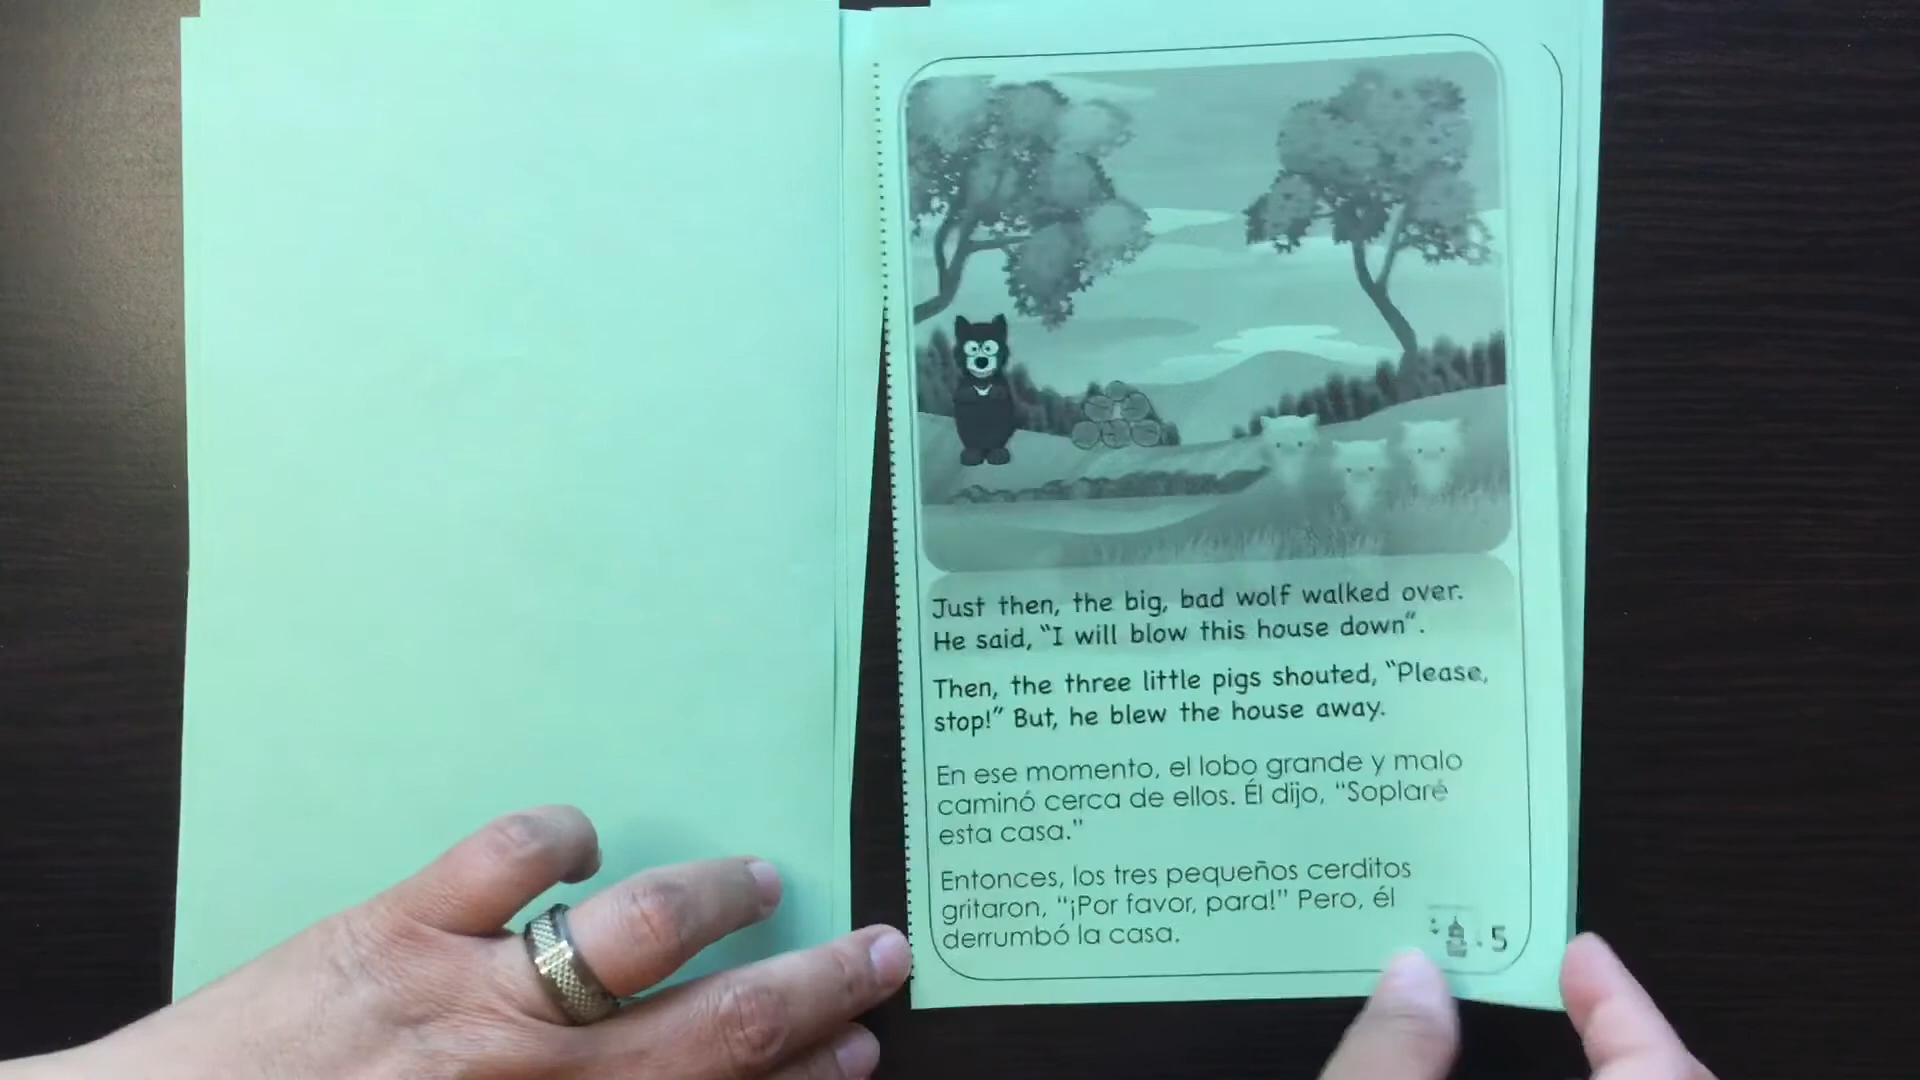 Just then, the big, bad wolf walked over.
He said, “I will blow this house down”.
Then, the three little pigs shouted, “Please,
stop!” But, he blew the house away.
En ese momento, el lobo grande y malo
caminó cerca de ellos. Él dijo, “Soplaré
esta casa.”
Entonces, los tres pequeños cerditos
gritaron, “¡Por favor, para!” Pero, él
derrumbó la casa.
5